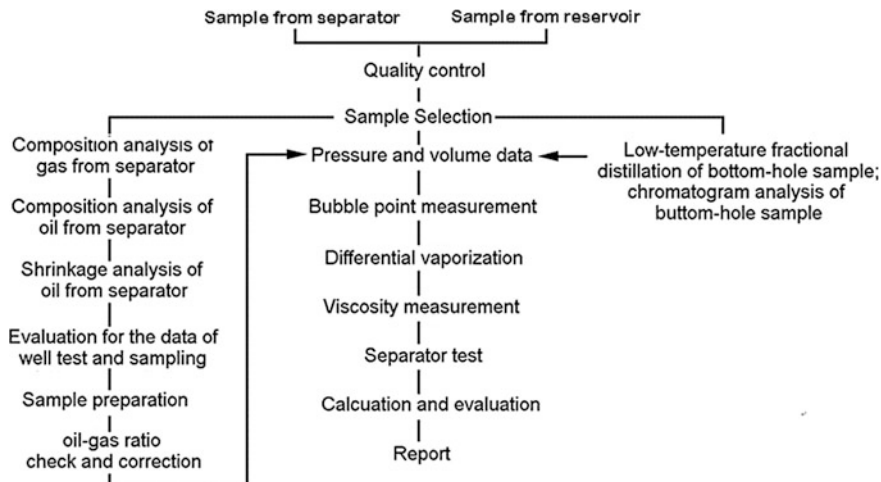 Sample from separator
Sample from reservoir
Quality control
Sample Selection
Composition analysis of
gas from separator
Composition analysis of
oil from separator
Shrinkage analysis of
oil from separator
Evaluation for the data of
well test and sampling
Sample preparation
oil-gas ratio
check and correction
Pressure and volume data
Bubble point measurement
Differential vaporization
Viscosity measurement
Separator test
Calcuation and evaluation
Report
Low-temperature fractional
distillation of bottom-hole sample;
chromatogram analysis of
buttom-hole sample